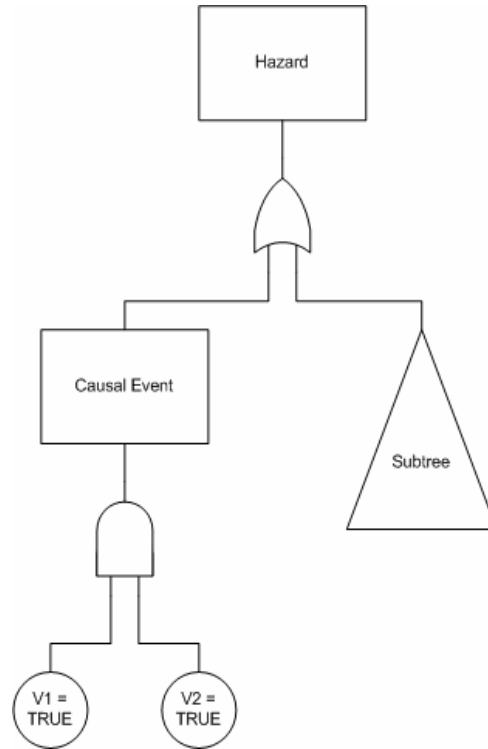 Hazard
Causal Event
Subtree
V1 =
TRUE
V2 =
TRUE